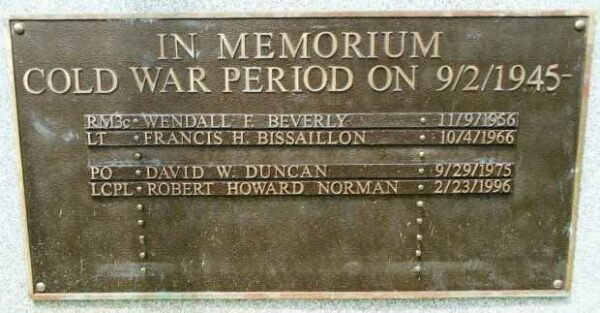 IN MEMORIUM
COLD WAR PERIOD ON 9/2/1945-
RM3c • WENDALL F. BEVERLY • 11/9/1956
LT • FRANCIS H. BISSAILLON • 10/4/1966
PO • DAVID W. DUNCAN • 9/29/1975
LCPL • ROBERT HOWARD NORMAN • 2/23/1996